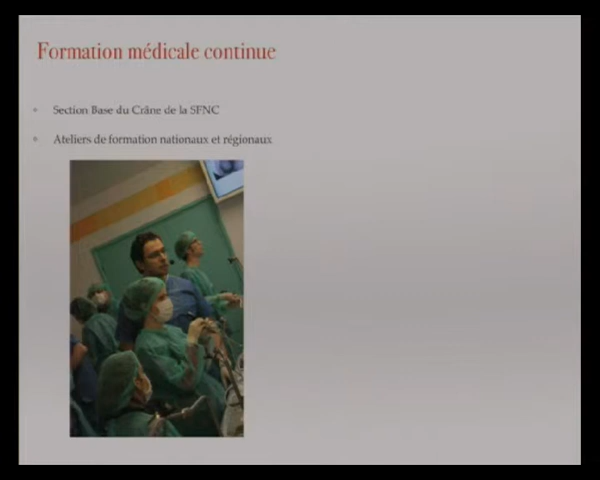 Formation médicale continue
Section Base du Crâne de la SFNC
Ateliers de formation nationaux et régionaux